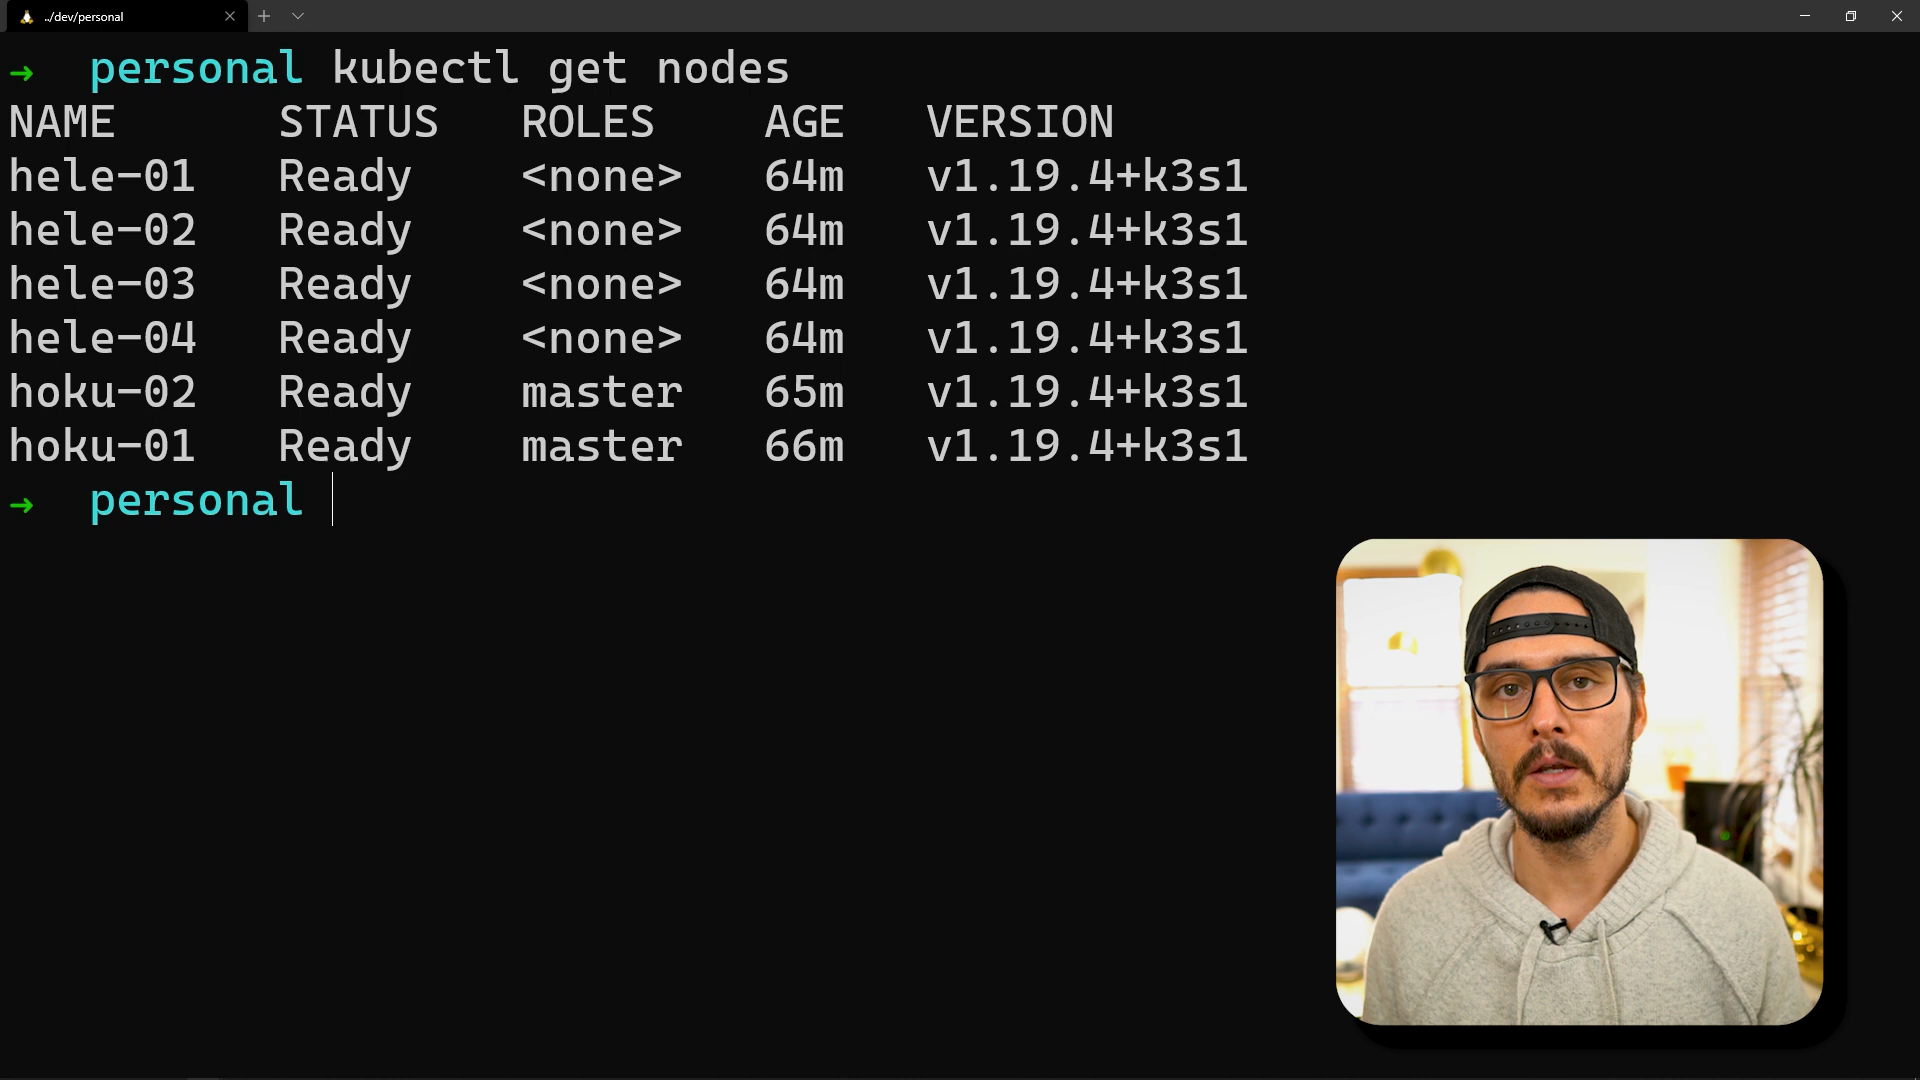 ../dev/personal
→ personal kubectl get nodes
NAME STATUS ROLES AGE VERSION
hele-01 Ready <none> 64m v1.19.4+k3s1
hele-02 Ready <none> 64m v1.19.4+k3s1
hele-03 Ready <none> 64m v1.19.4+k3s1
hele-04 Ready <none> 64m v1.19.4+k3s1
hoku-02 Ready master 65m v1.19.4+k3s1
hoku-01 Ready master 66m v1.19.4+k3s1
→ personal